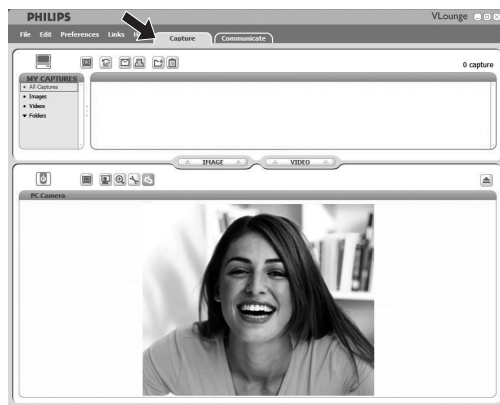 PHILIPS VLounge
File Edit Preferences Links Capture Communicate
0 capture
MY CAPTURES
• All Captures
• Images
• Videos
▼ Folders
IMAGE VIDEO
PC Camera